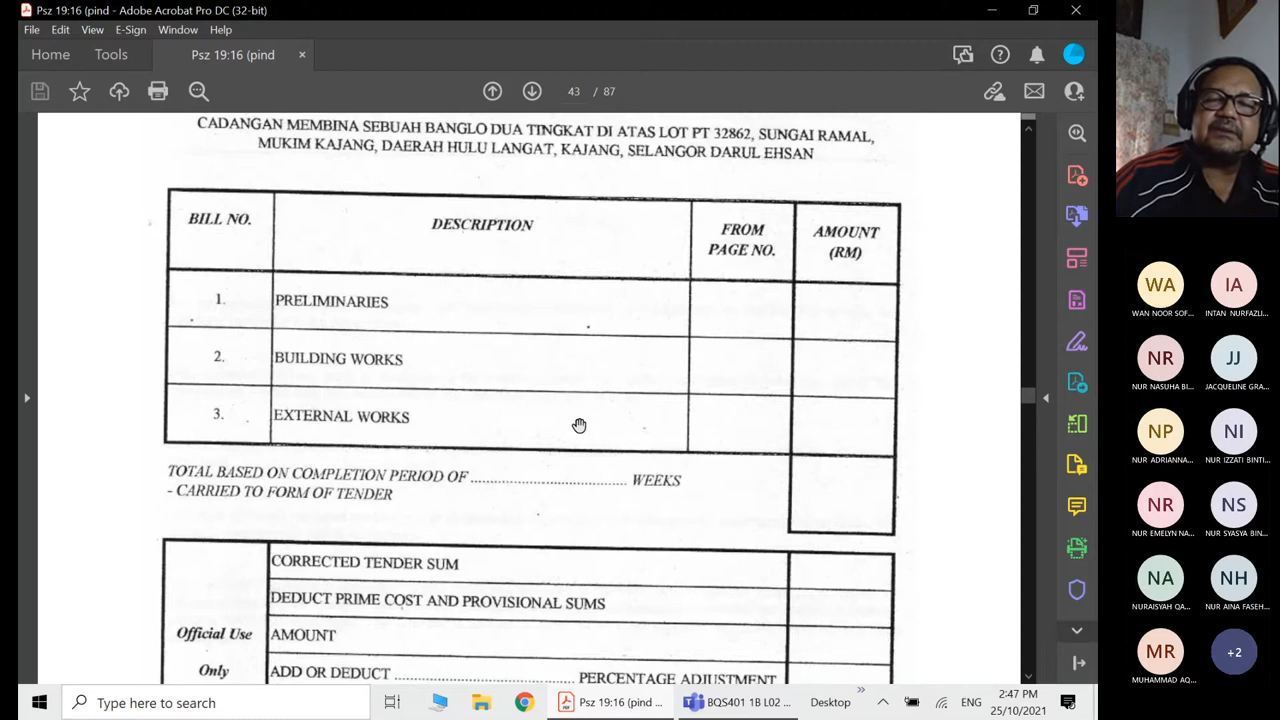 Psz 19:16 (pind - Adobe Acrobat Pro DC (32-bit)
File Edit View E-Sign Window Help
Home Tools Psz 19:16 (pind ×
43 / 87
CADANGAN MEMBINA SEBUAH BANGLO DUA TINGKAT DI ATAS LOT PT 32862, SUNGAI RAMAL,
MUKIM KAJANG, DAERAH HULU LANGAT, KAJANG, SELANGOR DARUL EHSAN
BILL NO. DESCRIPTION FROM PAGE NO. AMOUNT (RM)
1. PRELIMINARIES
2. BUILDING WORKS
3. EXTERNAL WORKS
TOTAL BASED ON COMPLETION PERIOD OF .................................. WEEKS
- CARRIED TO FORM OF TENDER
CORRECTED TENDER SUM
DEDUCT PRIME COST AND PROVISIONAL SUMS
Official Use
AMOUNT
Only
ADD OR DEDUCT ........................................ PERCENTAGE ADJUSTMENT
WA IA
WAN NOOR SOF... INTAN NURFAZLI...
NR JJ
NUR NASUHA BI... JACQUELINE GRA...
NP NI
NP ADRIANNA... NUR IZZATI BINTI...
NR NS
NUR EMELYN NA... NUR SYASYA BIN...
NA NH
NURAISYAH QA... NUR AINA FASEH...
MR +2
MUHAMMAD AQ...
Type here to search
Psz 19:16 (pind ...
BQS401 1B L02 ...
Desktop
ENG
2:47 PM
25/10/2021